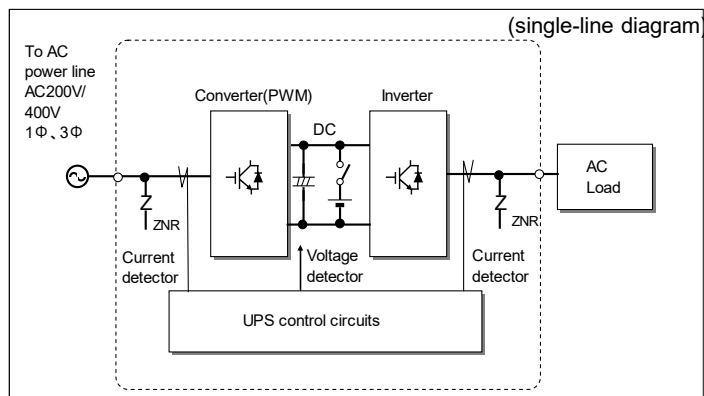 (single-line diagram)
To AC
power line
AC200V/
400V
1Φ、3Φ
Converter(PWM)
Inverter
DC
AC
Load
ZNR
ZNR
Current
detector
Voltage
detector
Current
detector
UPS control circuits